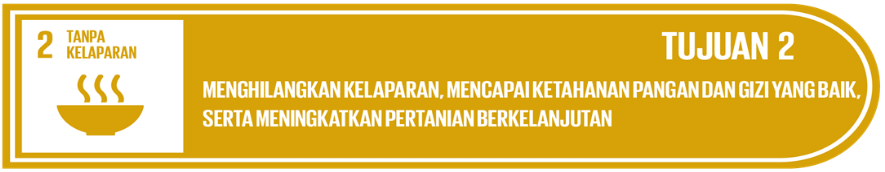 2 TANPA
KELAPARAN
TUJUAN 2
MENGHILANGKAN KELAPARAN, MENCAPAI KETAHANAN PANGAN DAN GIZI YANG BAIK,
SERTA MENINGKATKAN PERTANIAN BERKELANJUTAN